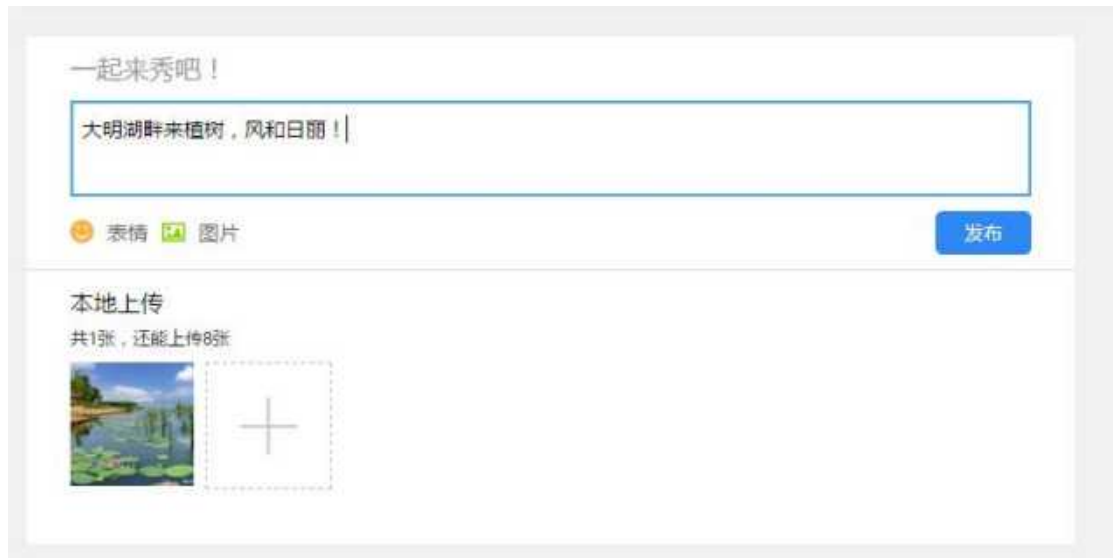 一起来秀吧！
大明湖畔来植树，风和日丽！
表情 图片 发布
本地上传
共1张，还能上传8张